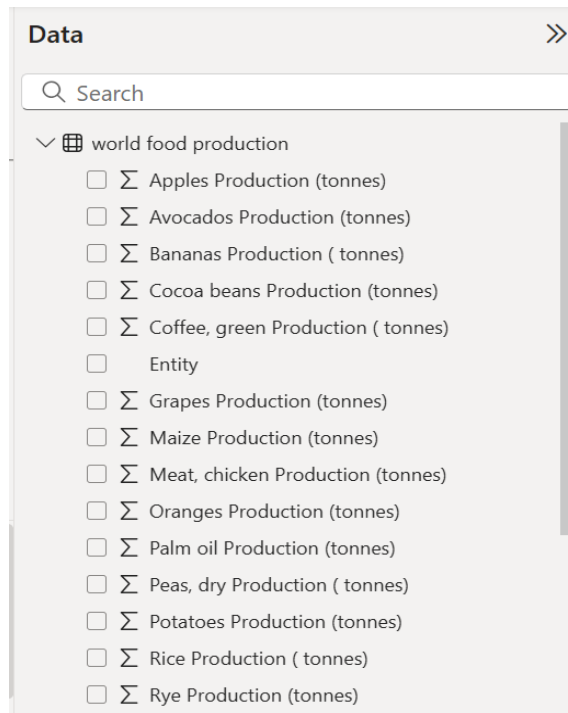 Data
Search
world food production
Apples Production (tonnes)
Avocados Production (tonnes)
Bananas Production ( tonnes)
Cocoa beans Production (tonnes)
Coffee, green Production ( tonnes)
Entity
Grapes Production (tonnes)
Maize Production (tonnes)
Meat, chicken Production (tonnes)
Oranges Production (tonnes)
Palm oil Production (tonnes)
Peas, dry Production ( tonnes)
Potatoes Production (tonnes)
Rice Production ( tonnes)
Rye Production (tonnes)